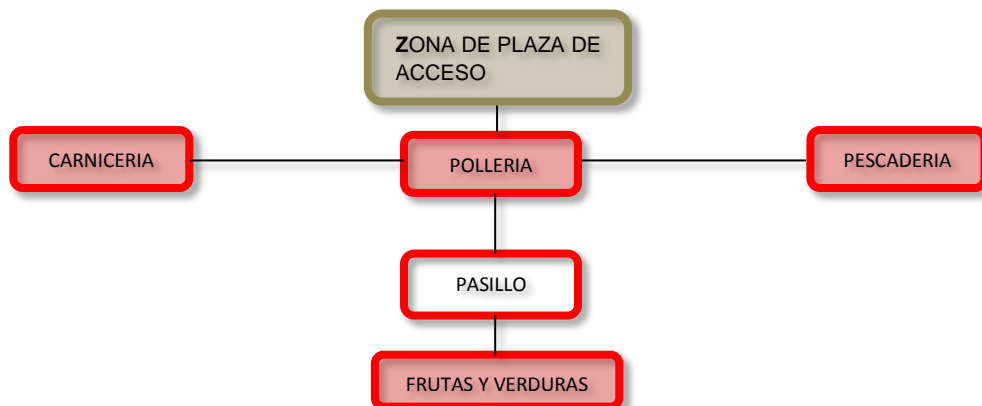 ZONA DE PLAZA DE
ACCESO
CARNICERIA
POLLERIA
PESCADERIA
PASILLO
FRUTAS Y VERDURAS